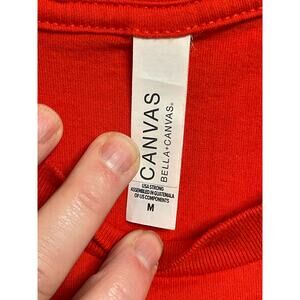 CANVAS
BELLA+CANVAS®
USA STRONG
ASSEMBLED IN GUATEMALA
OF US COMPONENTS
M